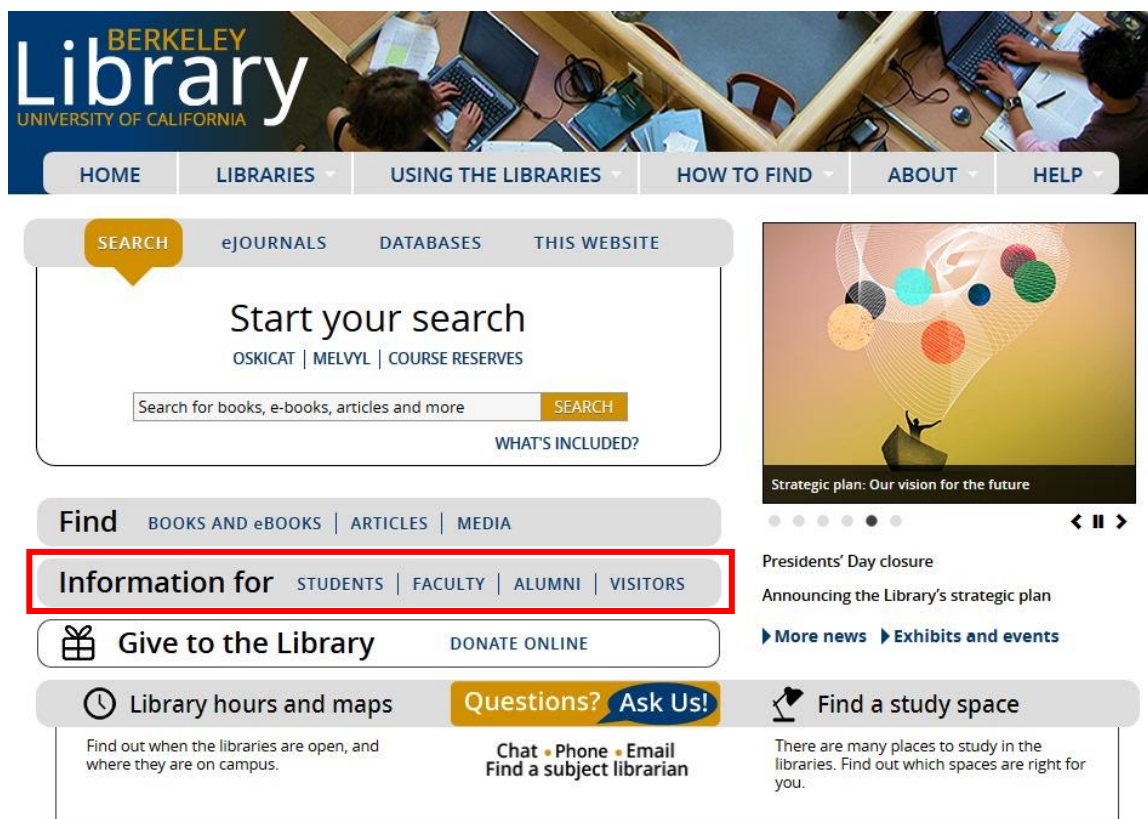 BERKELEY
Library
UNIVERSITY OF CALIFORNIA
HOME LIBRARIES USING THE LIBRARIES HOW TO FIND ABOUT HELP
SEARCH eJOURNALS DATABASES THIS WEBSITE
Start your search
OSKICAT | MELVYL | COURSE RESERVES
Search for books, e-books, articles and more SEARCH
WHAT'S INCLUDED?
Strategic plan: Our vision for the future
Find BOOKS AND eBOOKS | ARTICLES | MEDIA
Presidents' Day closure
Information for STUDENTS | FACULTY | ALUMNI | VISITORS
Announcing the Library's strategic plan
Give to the Library DONATE ONLINE
More news Exhibits and events
Library hours and maps
Find out when the libraries are open, and
where they are on campus.
Questions? Ask Us!
Chat • Phone • Email
Find a subject librarian
Find a study space
There are many places to study in the
libraries. Find out which spaces are right for
you.